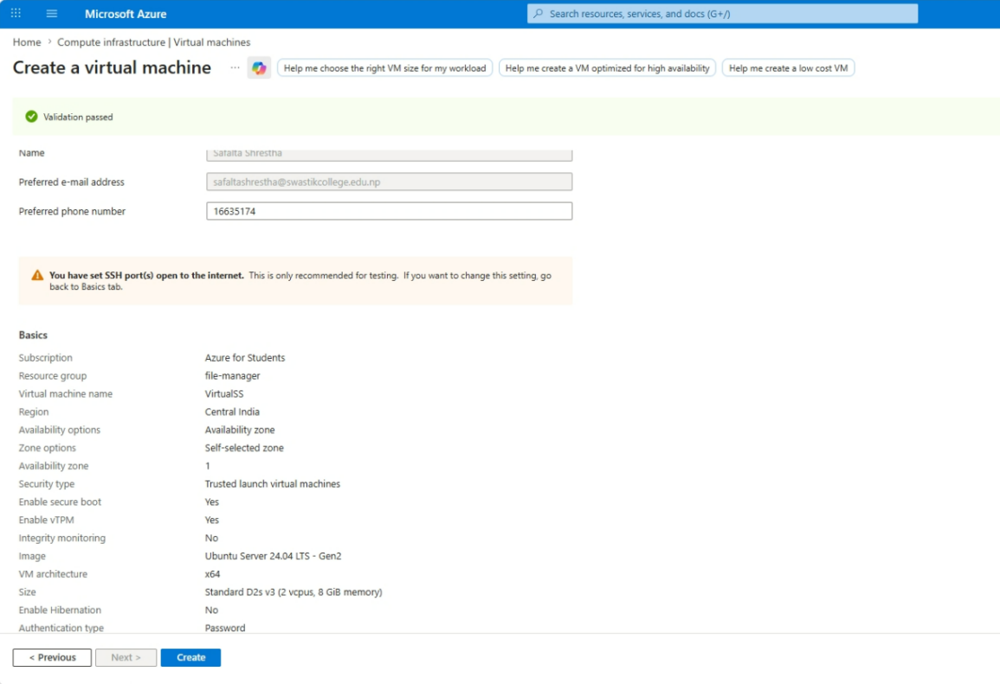 Microsoft Azure
Search resources, services, and docs (G+/)
Home > Compute infrastructure | Virtual machines
Create a virtual machine ... Help me choose the right VM size for my workload Help me create a VM optimized for high availability Help me create a low cost VM
Validation passed
Name Safalta Shrestha
Preferred e-mail address safaltashrestha@swastikcollege.edu.np
Preferred phone number 16635174
You have set SSH port(s) open to the internet. This is only recommended for testing. If you want to change this setting, go
back to Basics tab.
Basics
Subscription Azure for Students
Resource group file-manager
Virtual machine name VirtualSS
Region Central India
Availability options Availability zone
Zone options Self-selected zone
Availability zone 1
Security type Trusted launch virtual machines
Enable secure boot Yes
Enable vTPM Yes
Integrity monitoring No
Image Ubuntu Server 24.04 LTS - Gen2
VM architecture x64
Size Standard D2s v3 (2 vcpus, 8 GiB memory)
Enable Hibernation No
Authentication type Password
< Previous Next > Create